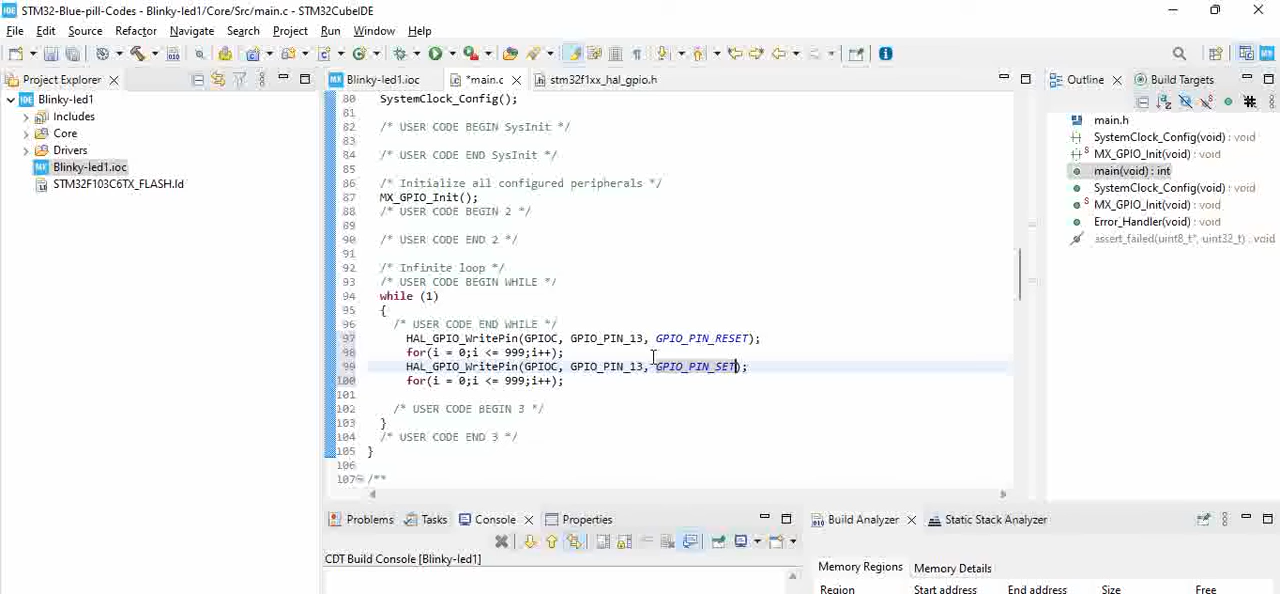 STM32-Blue-pill-Codes - Blinky-led1/Core/Src/main.c - STM32CubeIDE
File Edit Source Refactor Navigate Search Project Run Window Help
Project Explorer
Blinky-led1
Includes
Core
Drivers
Blinky-led1.ioc
STM32F103C6TX_FLASH.ld
Blinky-led1.ioc *main.c stm32f1xx_hal_gpio.h
80 SystemClock_Config();
81
82 /* USER CODE BEGIN SysInit */
83
84 /* USER CODE END SysInit */
85
86 /* Initialize all configured peripherals */
87 MX_GPIO_Init();
88 /* USER CODE BEGIN 2 */
89
90 /* USER CODE END 2 */
91
92 /* Infinite loop */
93 /* USER CODE BEGIN WHILE */
94 while (1)
95 {
96 /* USER CODE END WHILE */
97 HAL_GPIO_WritePin(GPIOC, GPIO_PIN_13, GPIO_PIN_RESET);
98 for(i = 0;i <= 999;i++);
99 HAL_GPIO_WritePin(GPIOC, GPIO_PIN_13, GPIO_PIN_SET);
100 for(i = 0;i <= 999;i++);
101
102 /* USER CODE BEGIN 3 */
103 }
104 /* USER CODE END 3 */
105 }
106
107 /**
Outline Build Targets
main.h
SystemClock_Config(void) : void
MX_GPIO_Init(void) : void
main(void) : int
SystemClock_Config(void) : void
MX_GPIO_Init(void) : void
Error_Handler(void) : void
assert_failed(uint8_t*, uint32_t) : void
Problems Tasks Console Properties
CDT Build Console [Blinky-led1]
Build Analyzer Static Stack Analyzer
Memory Regions Memory Details
Region Start address End address Size Free